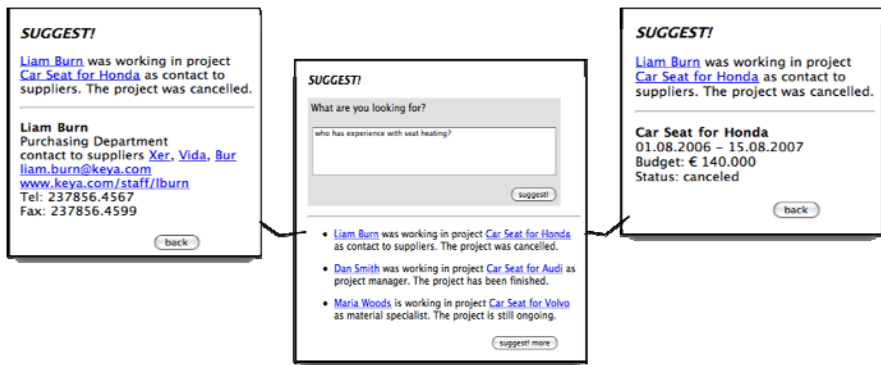 SUGGEST!
Liam Burn was working in project
Car Seat for Honda as contact to
suppliers. The project was cancelled.
Liam Burn
Purchasing Department
contact to suppliers Xer, Vida, Bur
liam.burn@keya.com
www.keya.com/staff/lburn
Tel: 237856.4567
Fax: 237856.4599
back
SUGGEST!
What are you looking for?
who has experience with seat heating?
suggest!
• Liam Burn was working in project Car Seat for Honda
as contact to suppliers. The project was cancelled.
• Dan Smith was working in project Car Seat for Audi as
project manager. The project has been finished.
• Maria Woods is working in project Car Seat for Volvo
as material specialist. The project is still ongoing.
suggest! more
SUGGEST!
Liam Burn was working in project
Car Seat for Honda as contact to
suppliers. The project was cancelled.
Car Seat for Honda
01.08.2006 – 15.08.2007
Budget: € 140.000
Status: canceled
back